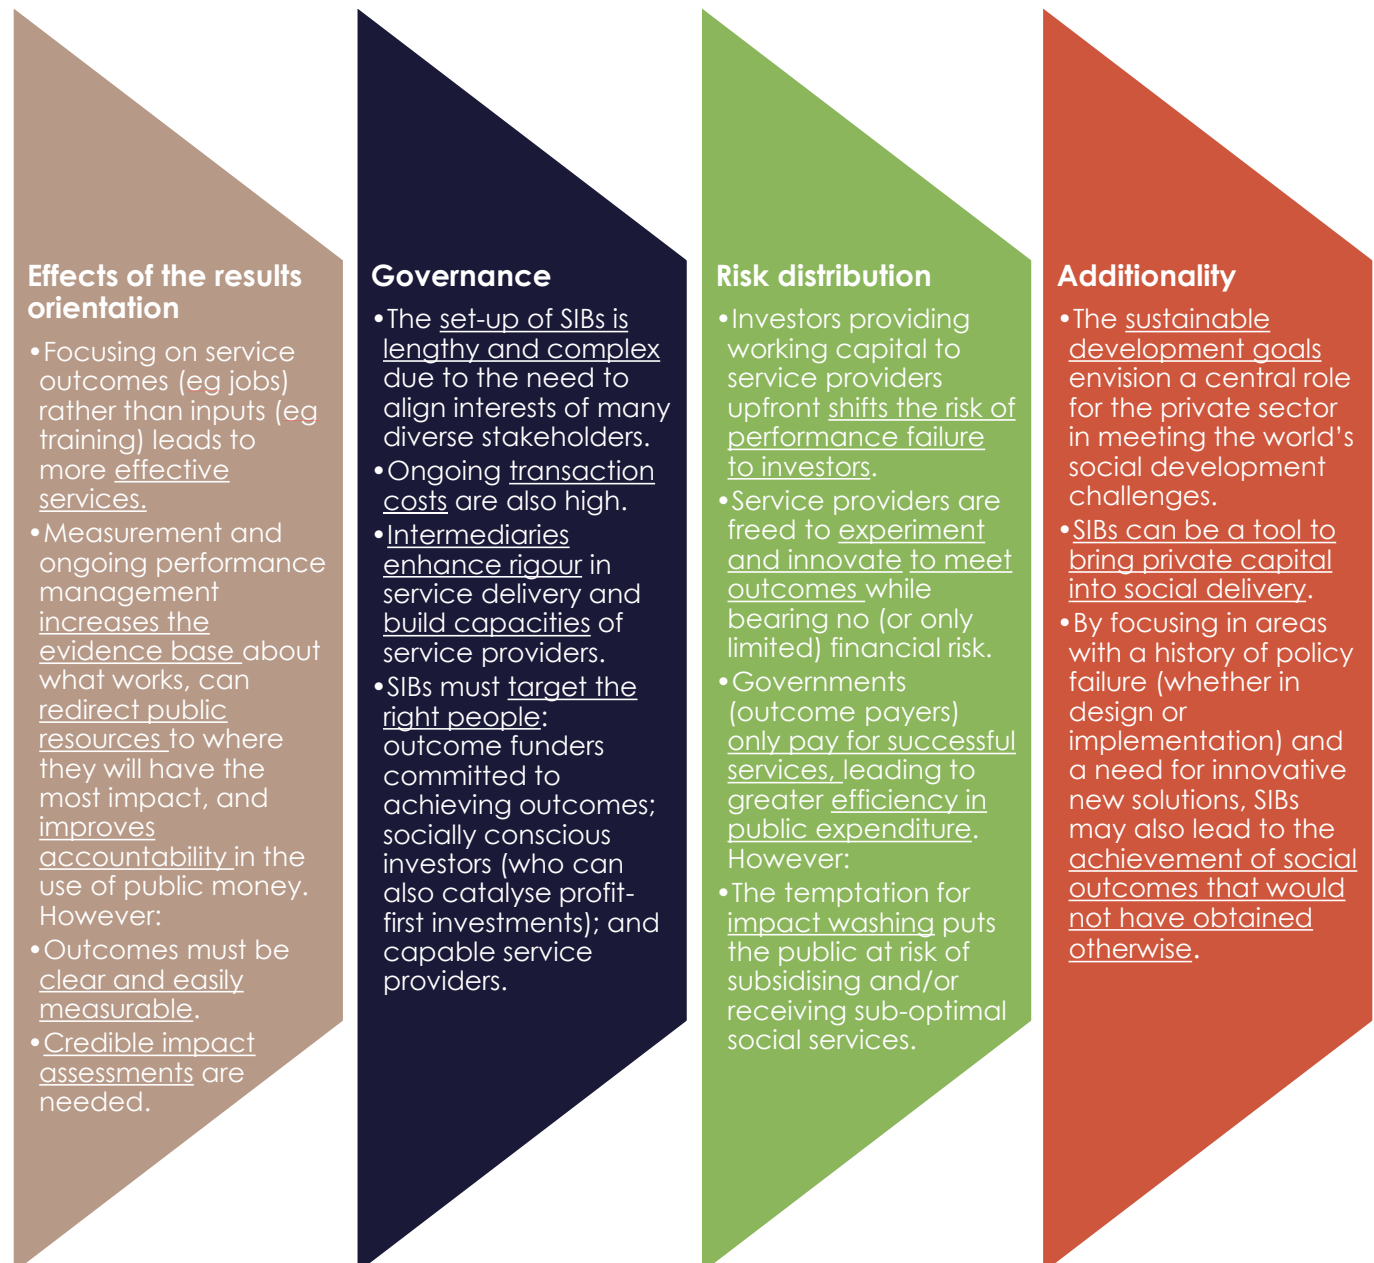 Effects of the results
orientation
•Focusing on service
outcomes (eg jobs)
rather than inputs (eg
training) leads to
more effective
services.
•Measurement and
ongoing performance
management
increases the
evidence base about
what works, can
redirect public
resources to where
they will have the
most impact, and
improves
accountability in the
use of public money.
However:
•Outcomes must be
clear and easily
measurable.
•Credible impact
assessments are
needed.
Governance
•The set-up of SIBs is
lengthy and complex
due to the need to
align interests of many
diverse stakeholders.
•Ongoing transaction
costs are also high.
•Intermediaries
enhance rigour in
service delivery and
build capacities of
service providers.
•SIBs must target the
right people:
outcome funders
committed to
achieving outcomes;
socially conscious
investors (who can
also catalyse profit-
first investments); and
capable service
providers.
Risk distribution
•Investors providing
working capital to
service providers
upfront shifts the risk of
performance failure
to investors.
•Service providers are
freed to experiment
and innovate to meet
outcomes while
bearing no (or only
limited) financial risk.
•Governments
(outcome payers)
only pay for successful
services, leading to
greater efficiency in
public expenditure.
However:
•The temptation for
impact washing puts
the public at risk of
subsidising and/or
receiving sub-optimal
social services.
Additionality
•The sustainable
development goals
envision a central role
for the private sector
in meeting the world's
social development
challenges.
•SIBs can be a tool to
bring private capital
into social delivery.
•By focusing in areas
with a history of policy
failure (whether in
design or
implementation) and
a need for innovative
new solutions, SIBs
may also lead to the
achievement of social
outcomes that would
not have obtained
otherwise.